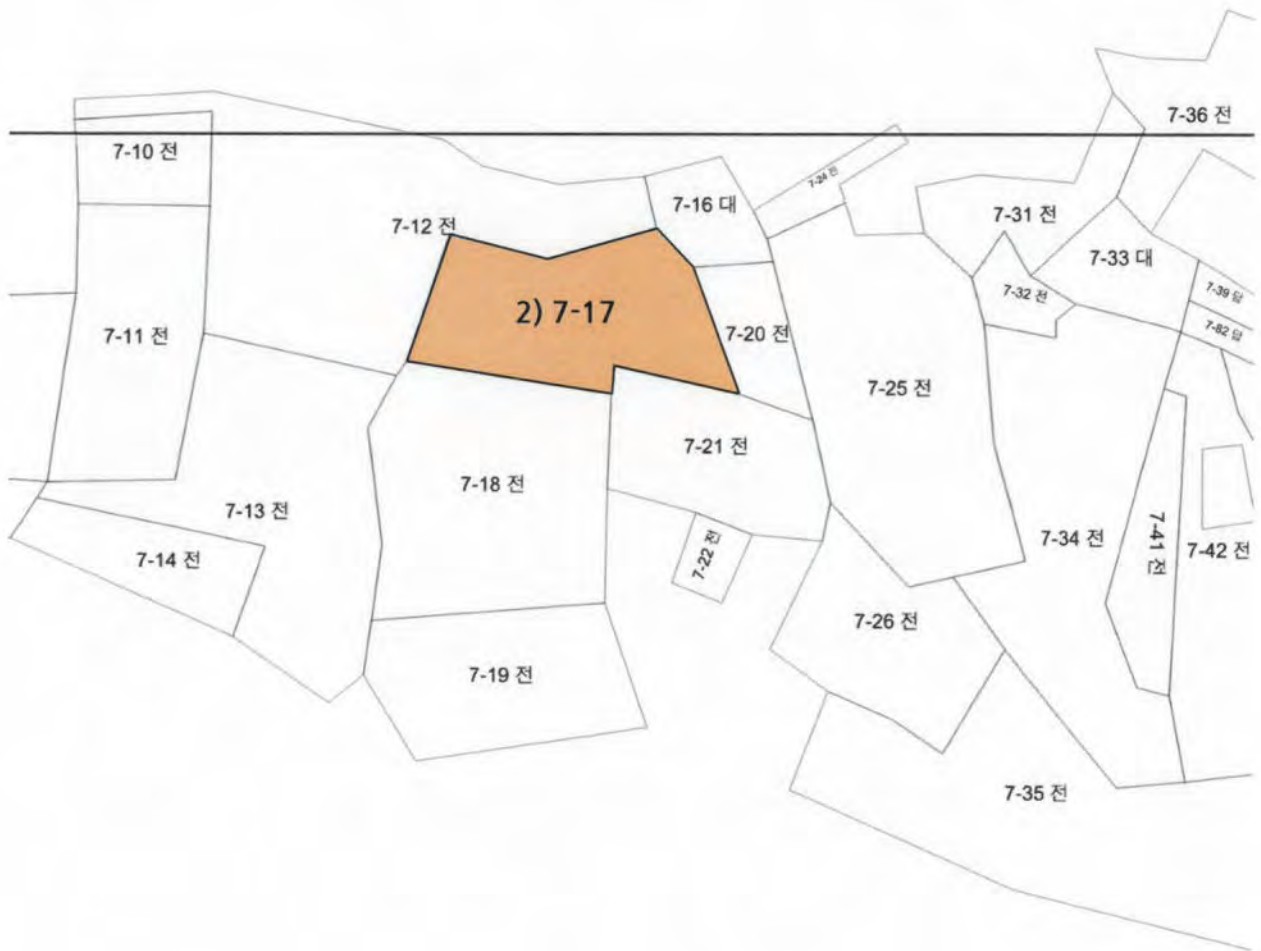 7-36 전
7-10 전
7-24 전
7-16 대
7-12 전
7-31 전
7-33 대
7-32 전
7-39 답
2) 7-17
7-11 전
7-20 전
7-82 답
7-25 전
7-21 전
7-18 전
7-13 전
7-14 전
7-22 전
7-34 전
7-41 전
7-42 전
7-26 전
7-19 전
7-35 전